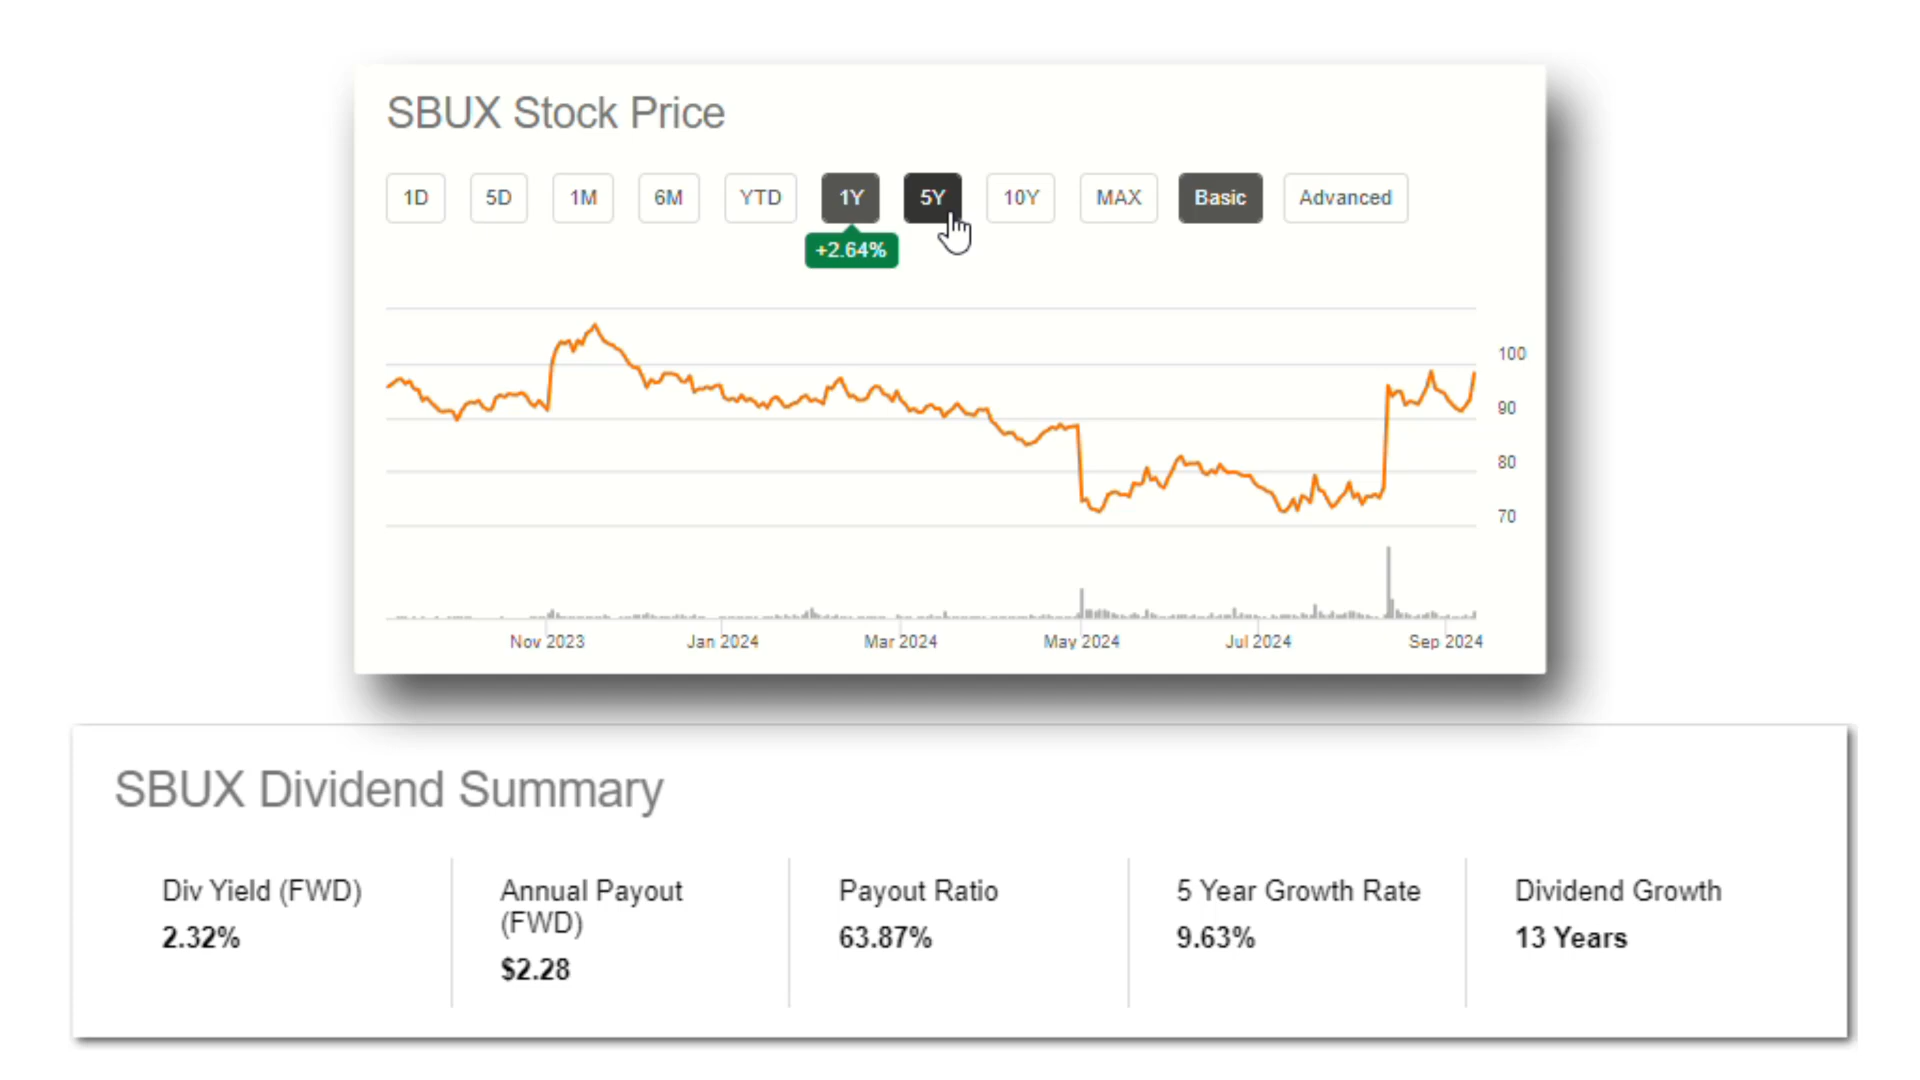 SBUX Stock Price
1D 5D 1M 6M YTD 1Y 5Y 10Y MAX Basic Advanced
+2.64%
100
90
80
70
Nov 2023 Jan 2024 Mar 2024 May 2024 Jul 2024 Sep 2024
SBUX Dividend Summary
Div Yield (FWD)
2.32%
Annual Payout
(FWD)
$2.28
Payout Ratio
63.87%
5 Year Growth Rate
9.63%
Dividend Growth
13 Years